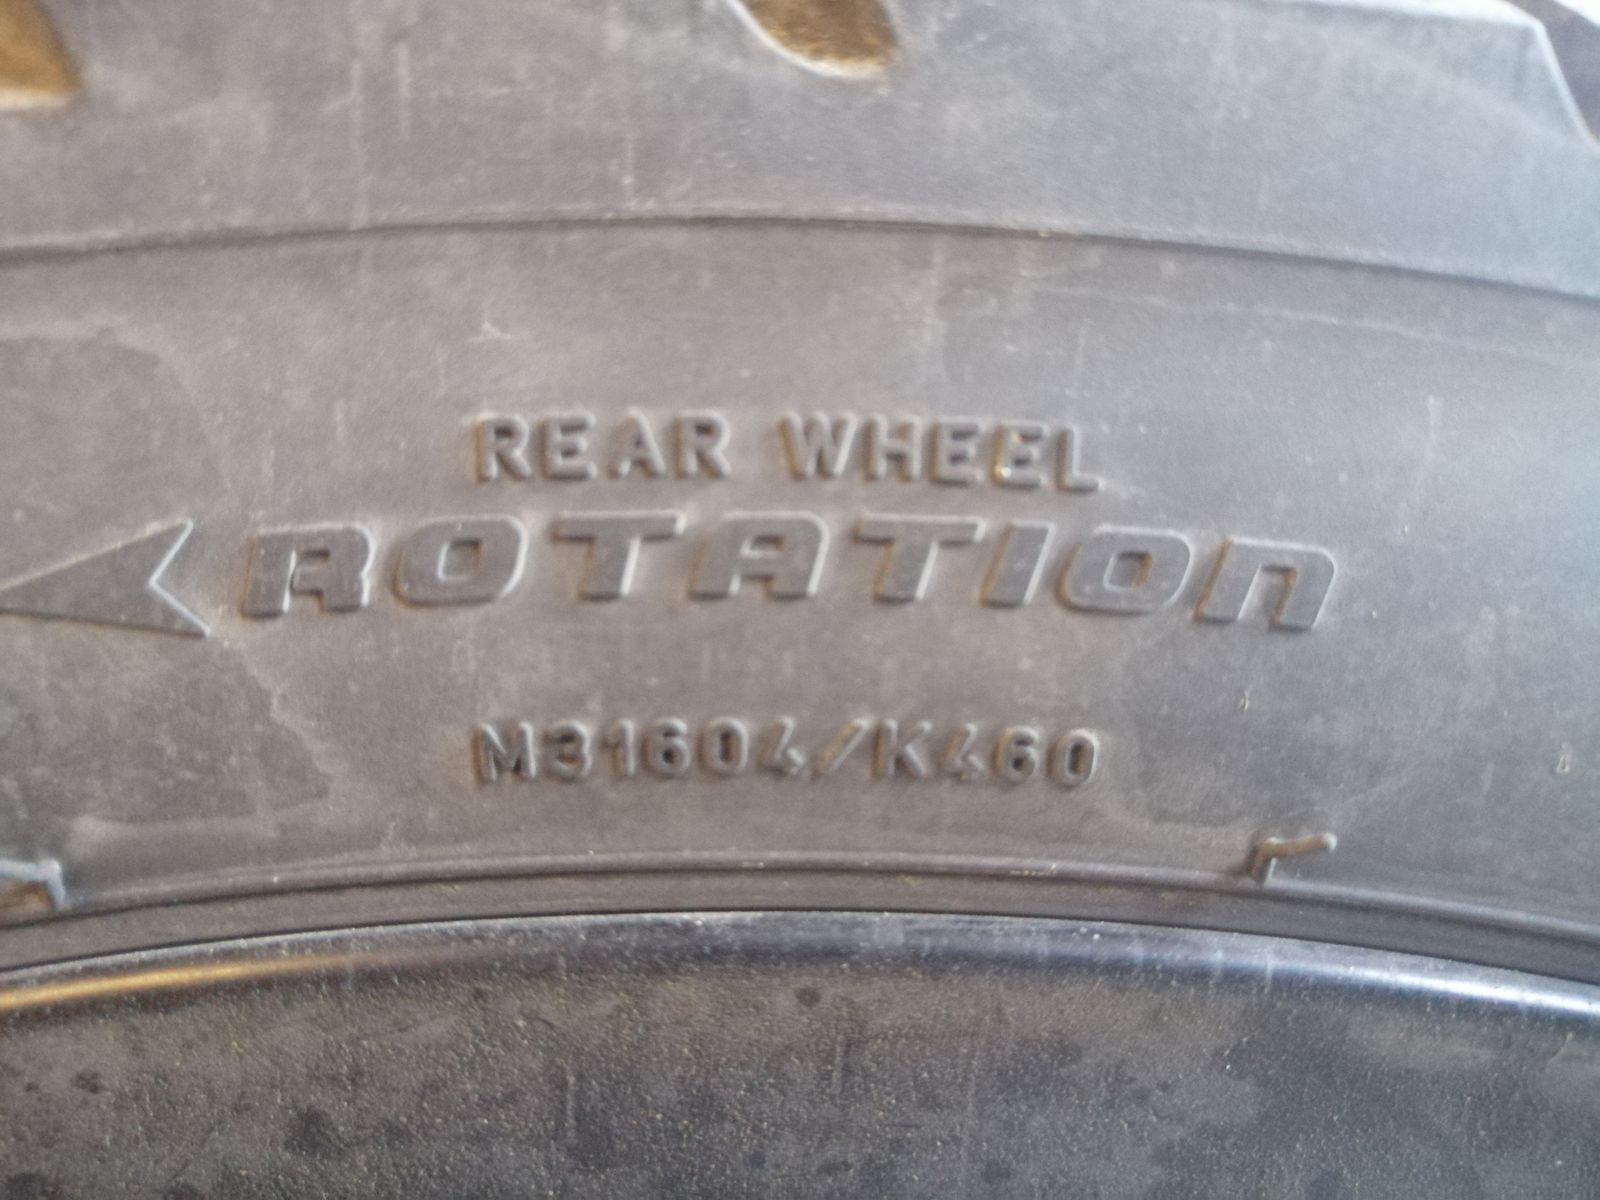 REAR WHEEL
ROTATION
M31604/K460